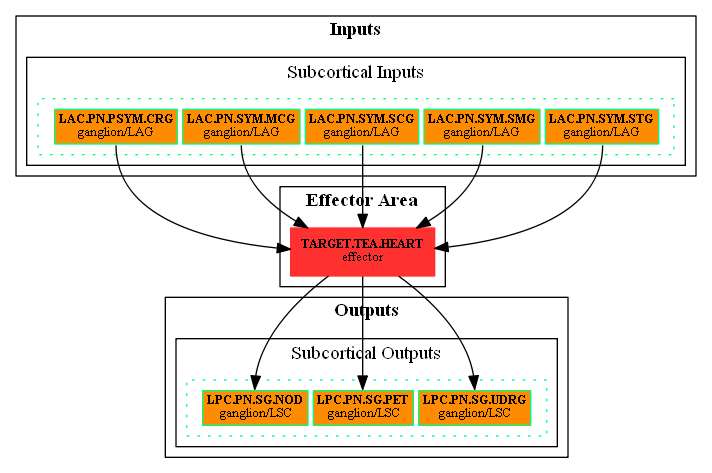 Inputs
Subcortical Inputs
LAC.PN.PSYM.CRG LAC.PN.SYM.MCG LAC.PN.SYM.SCG LAC.PN.SYM.SMG LAC.PN.SYM.STG
ganglion/LAG ganglion/LAG ganglion/LAG ganglion/LAG ganglion/LAG
Effector Area
TARGET.TEA.HEART
effector
Outputs
Subcortical Outputs
LPC.PN.SG.NOD LPC.PN.SG.PET LPC.PN.SG.UDRG
ganglion/LSC ganglion/LSC ganglion/LSC